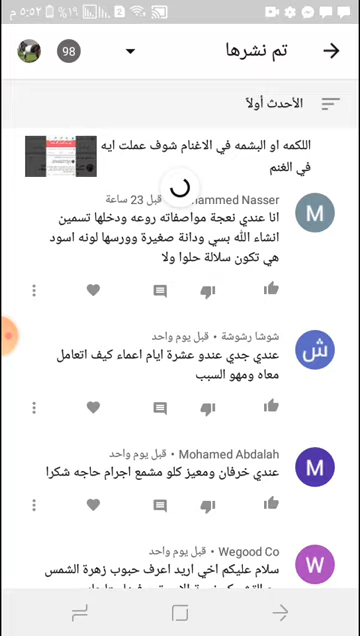 ٥:٥٢ م
١٩%
2
تم نشرها
98
الأحدث أولاً
اللكمه او البشمه في الاغنام شوف عملت ايه
في الغنم
ammed Nasser • قبل 23 ساعة
انا عندي نعجة مواصفاته روعه ودخلها تسمين
انشاء الله بسي ودانة صغيرة وورسها لونه اسود
هي تكون سلالة حلوا ولا
M
شوشا رشوشة • قبل يوم واحد
عندي جدي عندو عشرة ايام اعماء كيف اتعامل
معاه ومهو السبب
ش
Mohamed Abdalah • قبل يوم واحد
عندي خرفان ومعيز كلو مشمع اجرام حاجه شكرا
M
Wegood Co • قبل يوم واحد
سلام عليكم اخي اريد اعرف حبوب زهرة الشمس
W